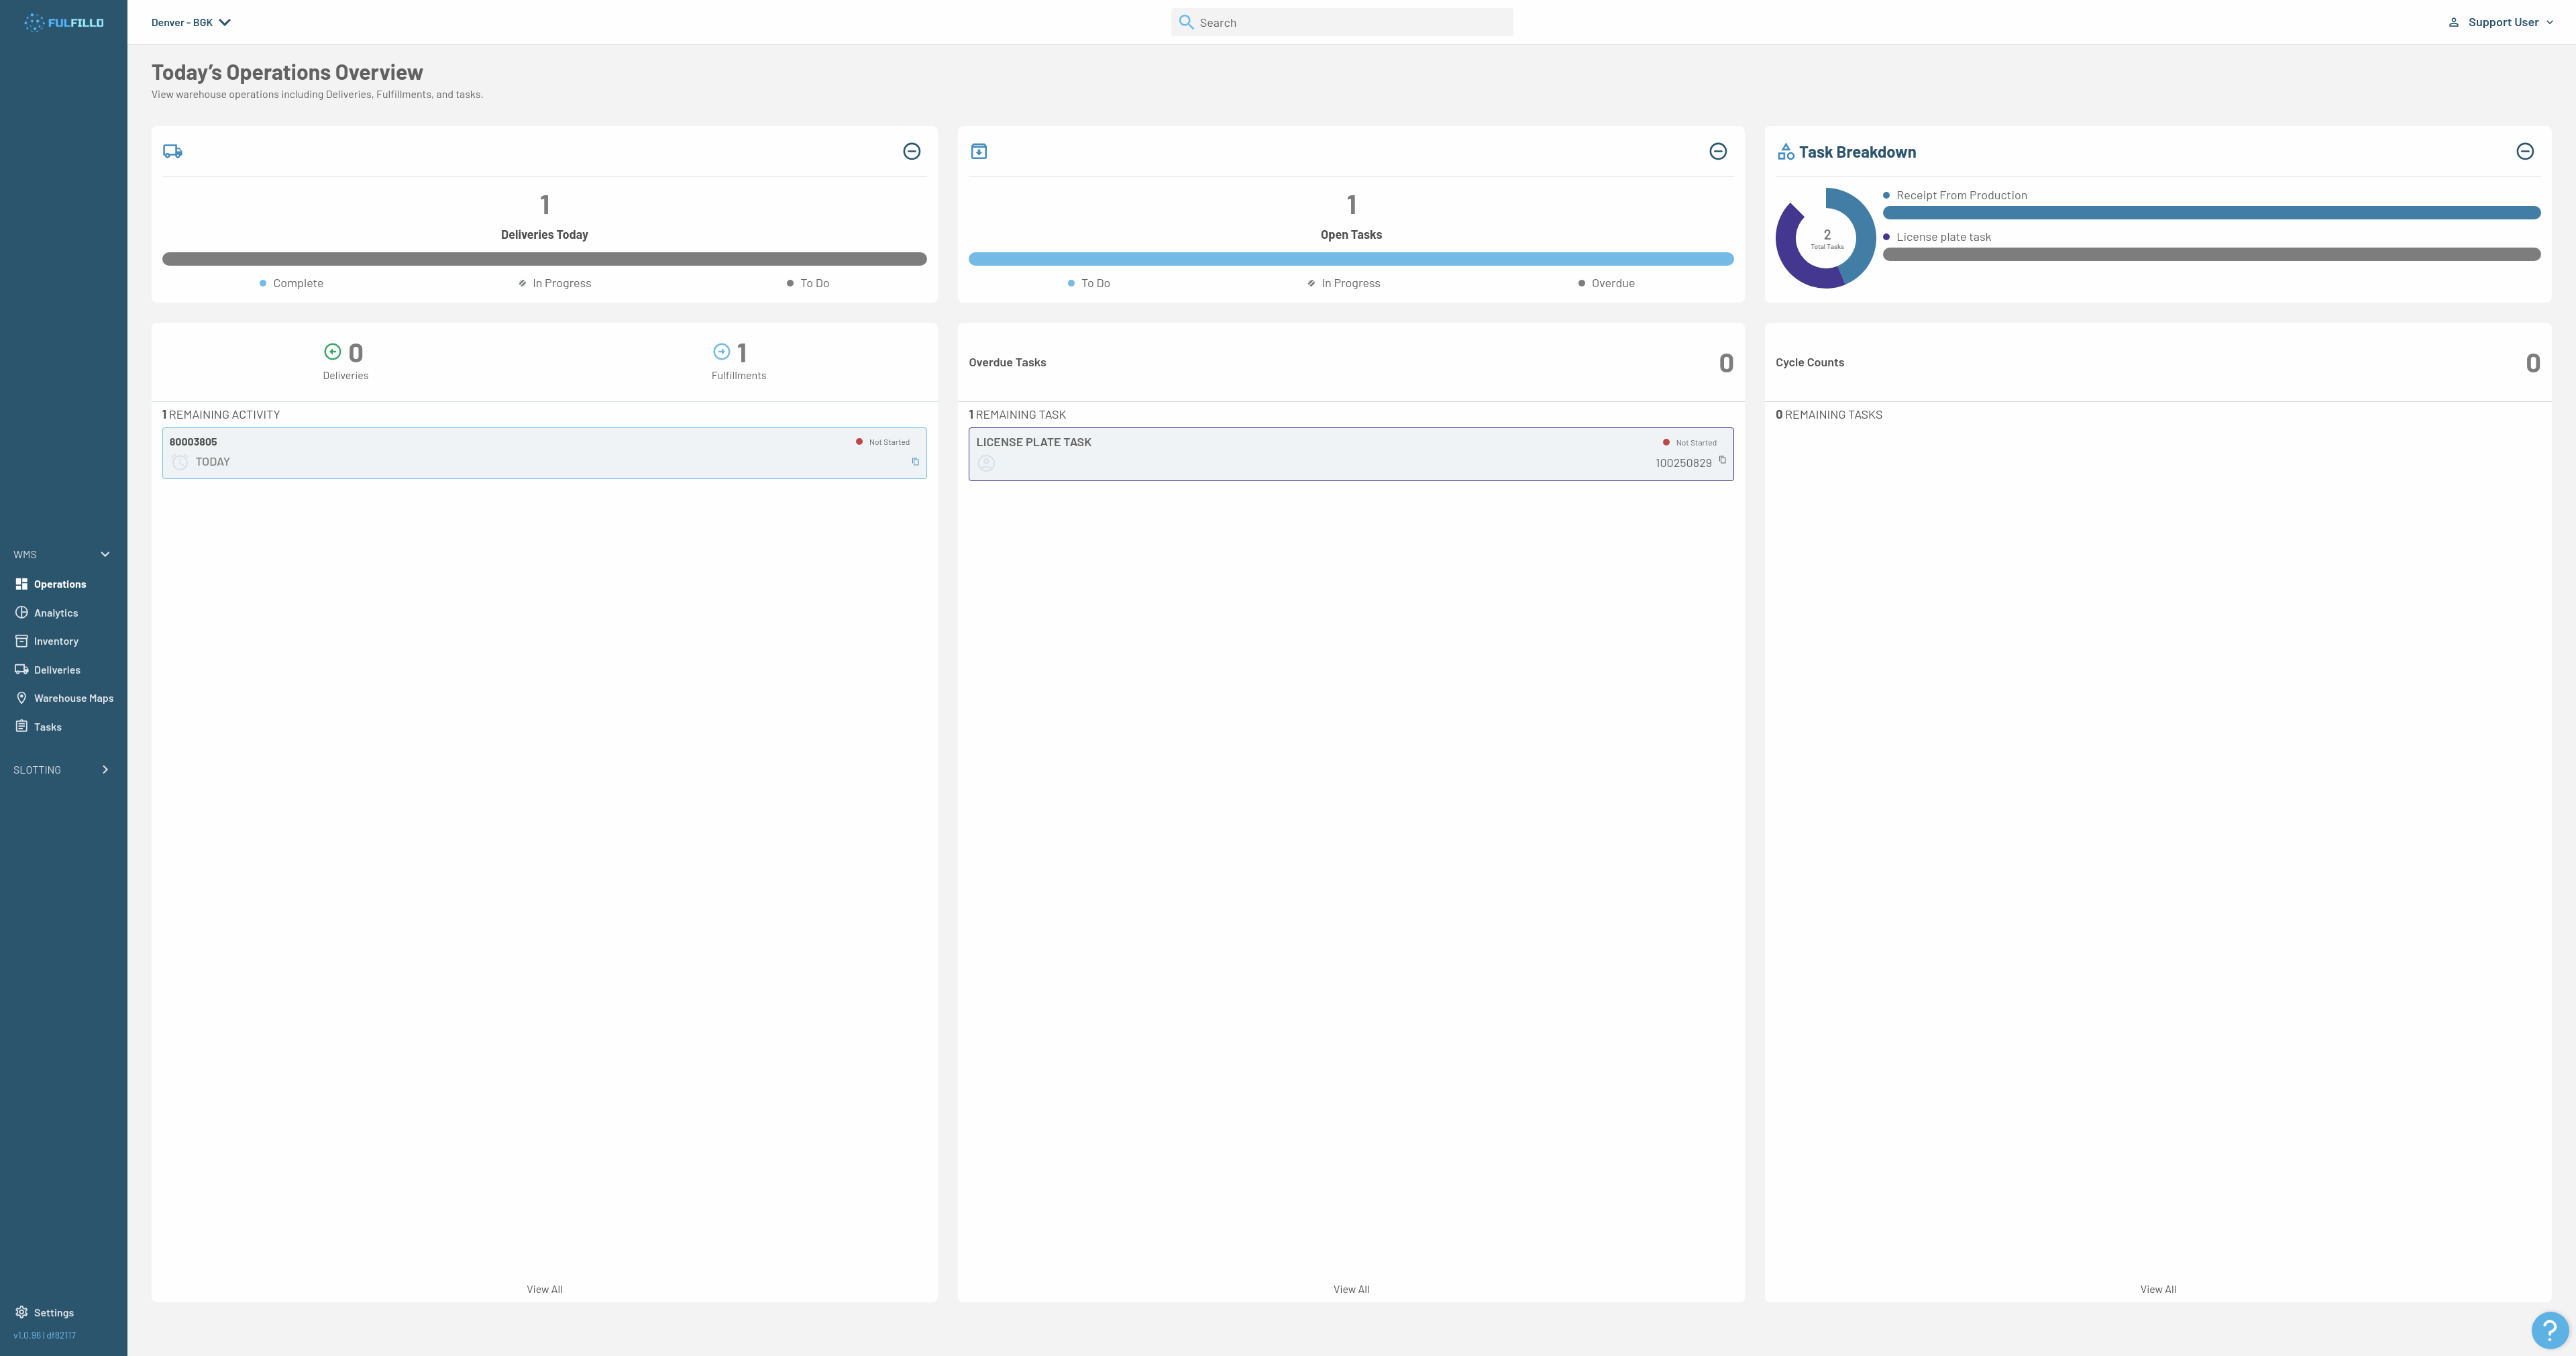 FULFILLD
Denver - BGK
Search
Support User
Today's Operations Overview
View warehouse operations including Deliveries, Fulfillments, and tasks.
1
Deliveries Today
Complete
In Progress
To Do
1
Open Tasks
To Do
In Progress
Overdue
Task Breakdown
2
Total Tasks
Receipt From Production
License plate task
0
Deliveries
1
Fulfillments
1 REMAINING ACTIVITY
80003805
Not Started
TODAY
View All
Overdue Tasks
0
1 REMAINING TASK
LICENSE PLATE TASK
Not Started
100250829
View All
Cycle Counts
0
0 REMAINING TASKS
View All
WMS
Operations
Analytics
Inventory
Deliveries
Warehouse Maps
Tasks
SLOTTING
Settings
v1.0.96 | df82117
?